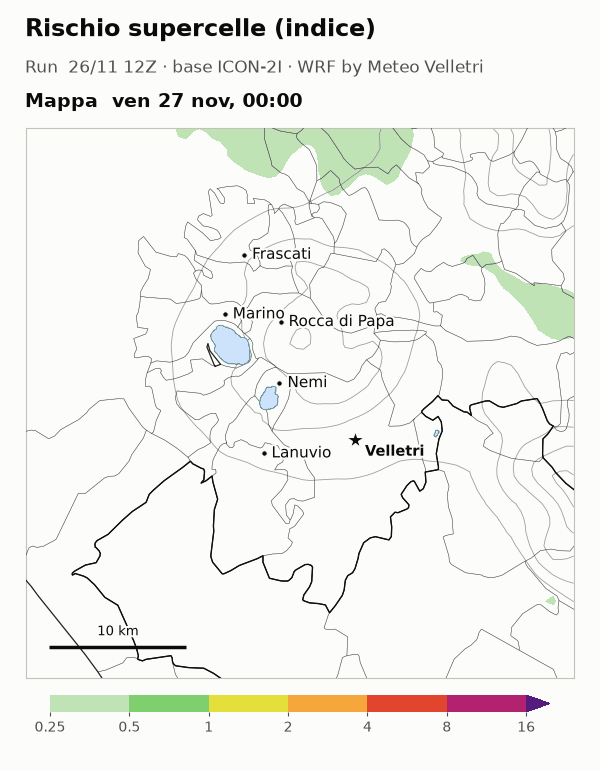 Rischio supercelle (indice)
Run  26/11 12Z · base ICON-2I · WRF by Meteo Velletri
Mappa  ven 27 nov, 00:00
Frascati
Marino
Rocca di Papa
Nemi
Velletri
Lanuvio
10 km
0.25 0.5 1 2 4 8 16